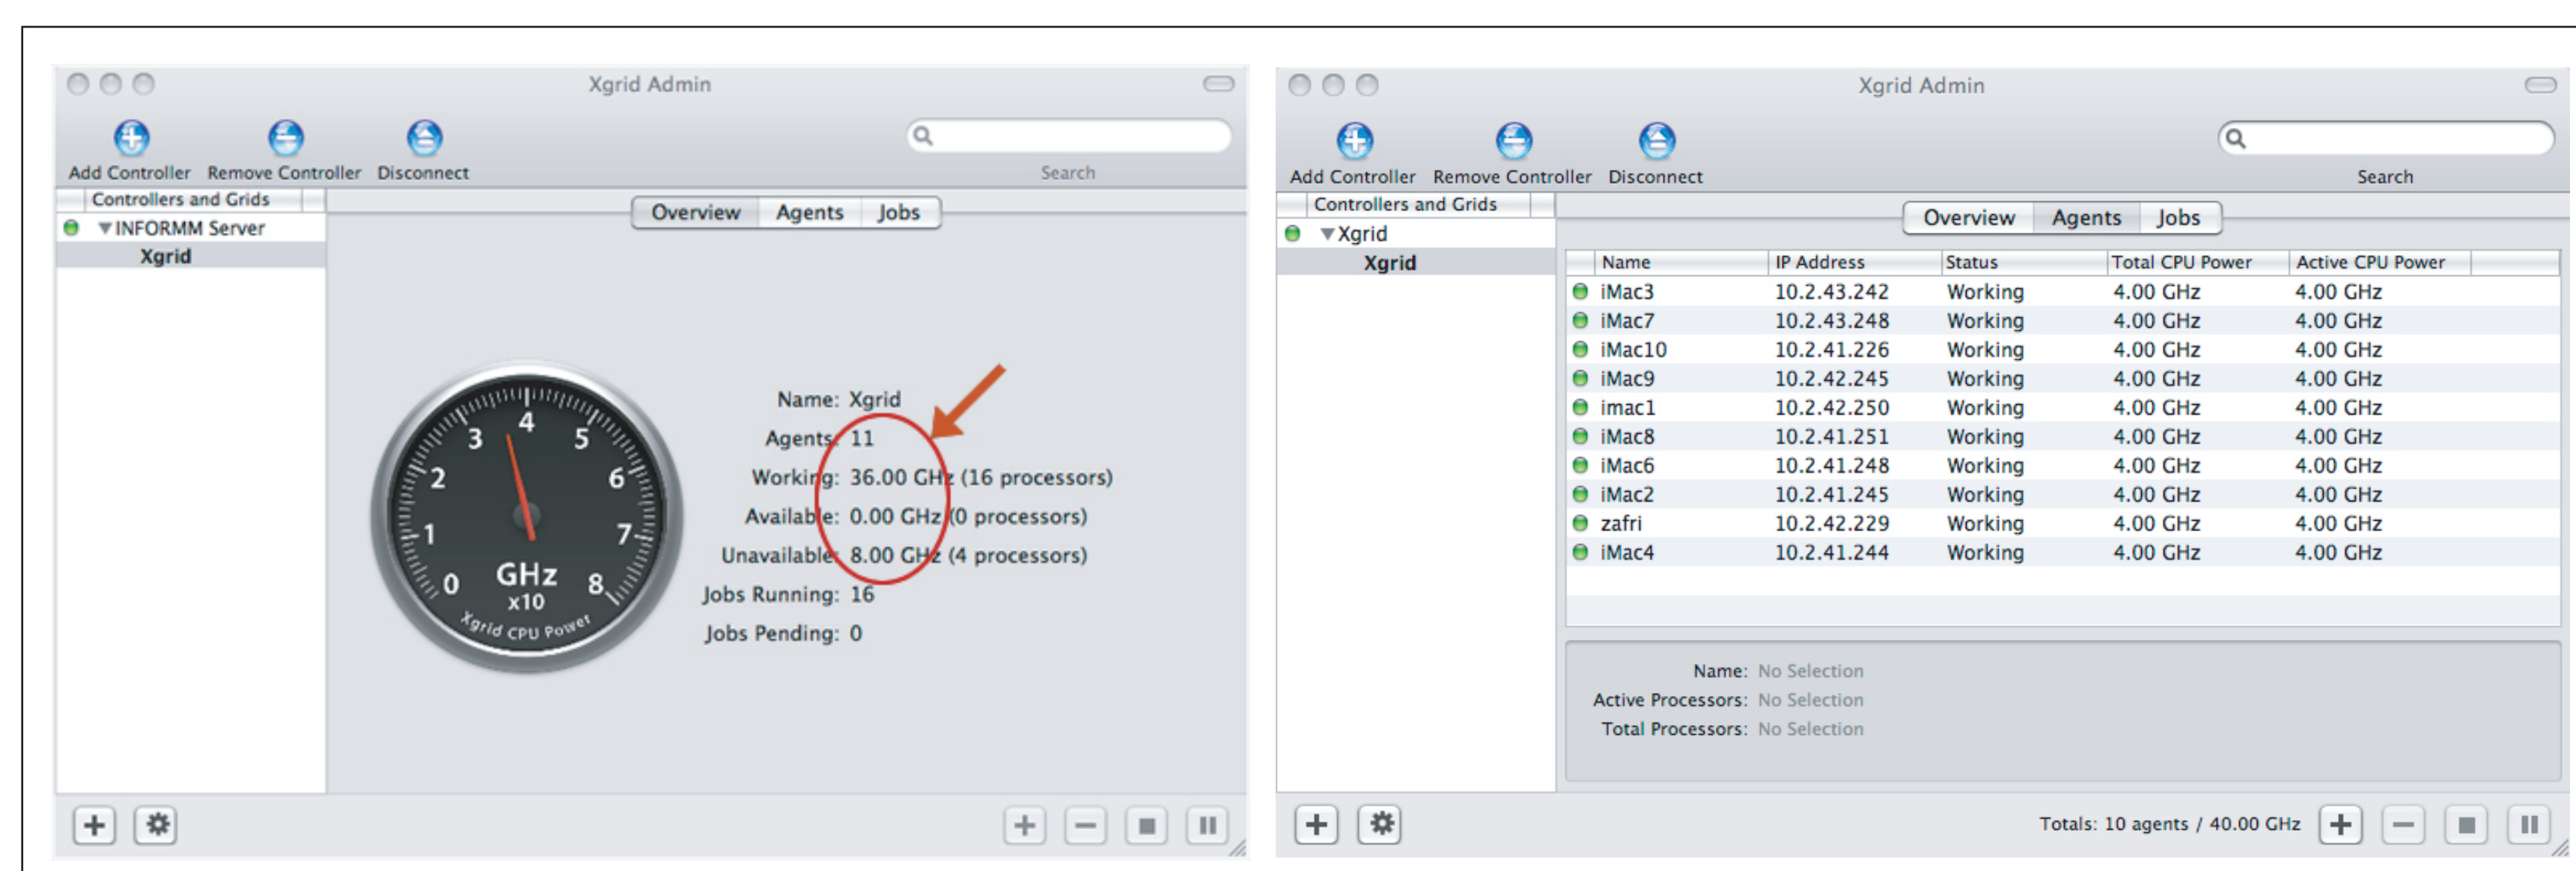 Xgrid Admin
Add Controller Remove Controller Disconnect
Search
Controllers and Grids
INFORMM Server
Xgrid
Overview Agents Jobs
0 1 2 3 4 5 6 7 8
GHz
x10
Xgrid CPU Power
Name: Xgrid
Agents: 11
Working: 36.00 GHz (16 processors)
Available: 0.00 GHz (0 processors)
Unavailable: 8.00 GHz (4 processors)
Jobs Running: 16
Jobs Pending: 0
Xgrid Admin
Add Controller Remove Controller Disconnect
Search
Controllers and Grids
Xgrid
Xgrid
Overview Agents Jobs
Name IP Address Status Total CPU Power Active CPU Power
iMac3 10.2.43.242 Working 4.00 GHz 4.00 GHz
iMac7 10.2.43.248 Working 4.00 GHz 4.00 GHz
iMac10 10.2.41.226 Working 4.00 GHz 4.00 GHz
iMac9 10.2.42.245 Working 4.00 GHz 4.00 GHz
imac1 10.2.42.250 Working 4.00 GHz 4.00 GHz
iMac8 10.2.41.251 Working 4.00 GHz 4.00 GHz
iMac6 10.2.41.248 Working 4.00 GHz 4.00 GHz
iMac2 10.2.41.245 Working 4.00 GHz 4.00 GHz
zafri 10.2.42.229 Working 4.00 GHz 4.00 GHz
iMac4 10.2.41.244 Working 4.00 GHz 4.00 GHz
Name: No Selection
Active Processors: No Selection
Total Processors: No Selection
Totals: 10 agents / 40.00 GHz